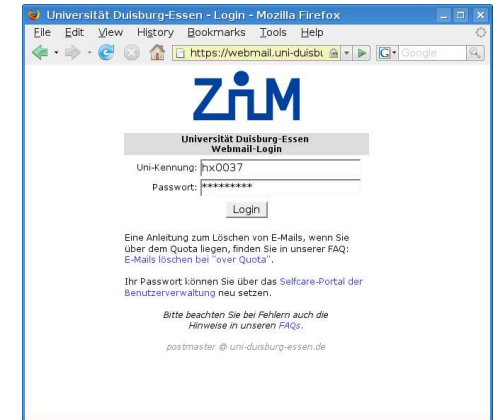 Universität Duisburg-Essen - Login - Mozilla Firefox
File Edit View History Bookmarks Tools Help
https://webmail.uni-duisbu G Google
ZIM
Universität Duisburg-Essen
Webmail-Login
Uni-Kennung: hx0037
Passwort: *********
Login
Eine Anleitung zum Löschen von E-Mails, wenn Sie
über dem Quota liegen, finden Sie in unserer FAQ:
E-Mails löschen bei "over Quota".
Ihr Passwort können Sie über das Selfcare-Portal der
Benutzerverwaltung neu setzen.
Bitte beachten Sie bei Fehlern auch die
Hinweise in unseren FAQs.
postmaster @ uni-duisburg-essen.de